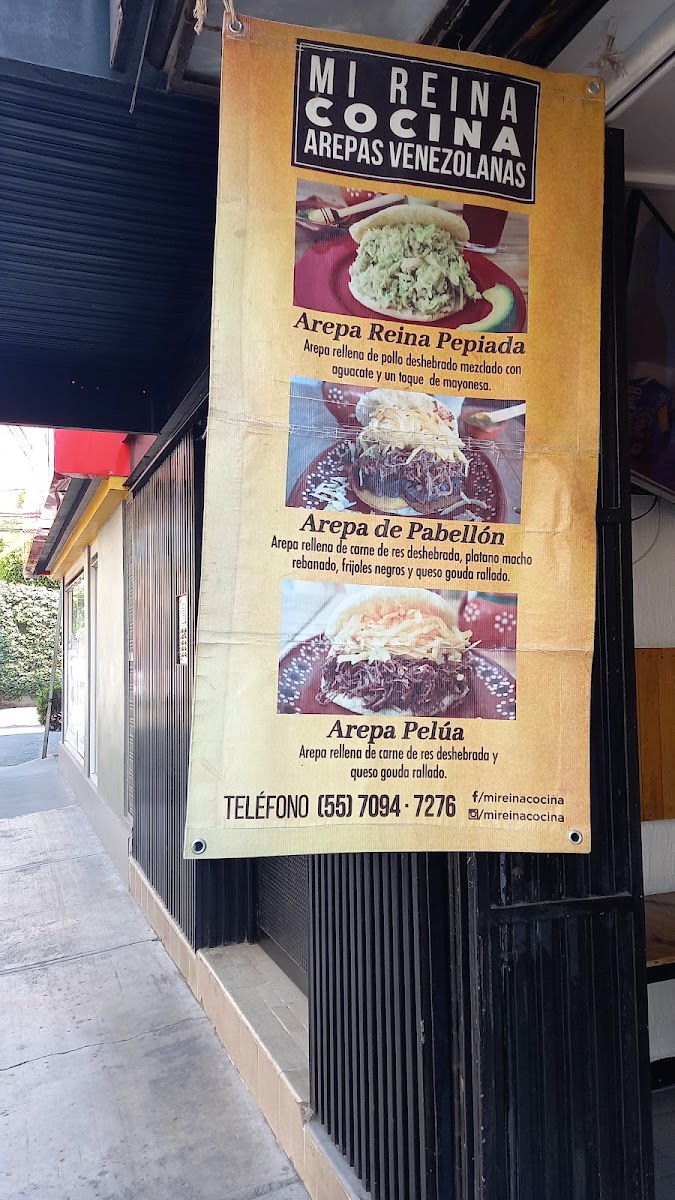 MI REINA
COCINA
AREPAS VENEZOLANAS
Arepa Reina Pepiada
Arepa rellena de pollo deshebrado mezclado con
aguacate y un toque de mayonesa.
Arepa de Pabellón
Arepa rellena de carne de res deshebrada, platano macho
rebanado, frijoles negros y queso gouda rallado.
Arepa Pelúa
Arepa rellena de carne de res deshebrada y
queso gouda rallado.
TELÉFONO (55) 7094·7276
f/mireinacocina
/mireinacocina